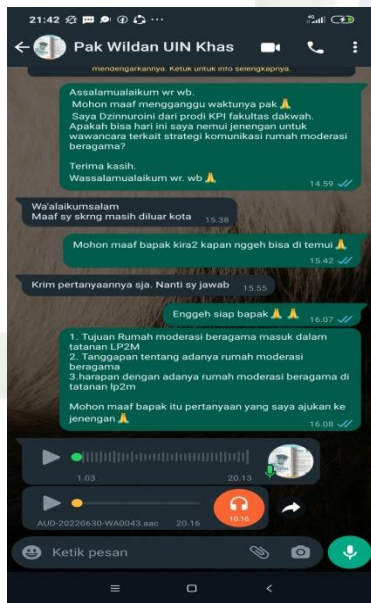 21:42
Pak Wildan UIN Khas
mendengarkannya. Ketuk untuk info selengkapnya.
Assalamualaikum wr wb.
Mohon maaf mengganggu waktunya pak
Saya Dzinnuroini dari prodi KPI fakultas dakwah.
Apakah bisa hari ini saya nemui jenengan untuk
wawancara terkait strategi komunikasi rumah moderasi
beragama?
Terima kasih.
Wassalamualaikum wr. wb
14.59
Wa'alaikumsalam
Maaf sy skrng masih diluar kota 15.38
Mohon maaf bapak kira2 kapan nggeh bisa di temui
15.42
Krim pertanyaannya sja. Nanti sy jawab 15.55
Enggeh siap bapak 16.07
1. Tujuan Rumah moderasi beragama masuk dalam
tatanan LP2M
2. Tanggapan tentang adanya rumah moderasi
beragama
3.harapan dengan adanya rumah moderasi beragama di
tatanan lp2m
Mohon maaf bapak itu pertanyaan yang saya ajukan ke
jenengan
16.08
1.03 20.13
10.16
AUD-20220630-WA0043.aac 20.16
Ketik pesan